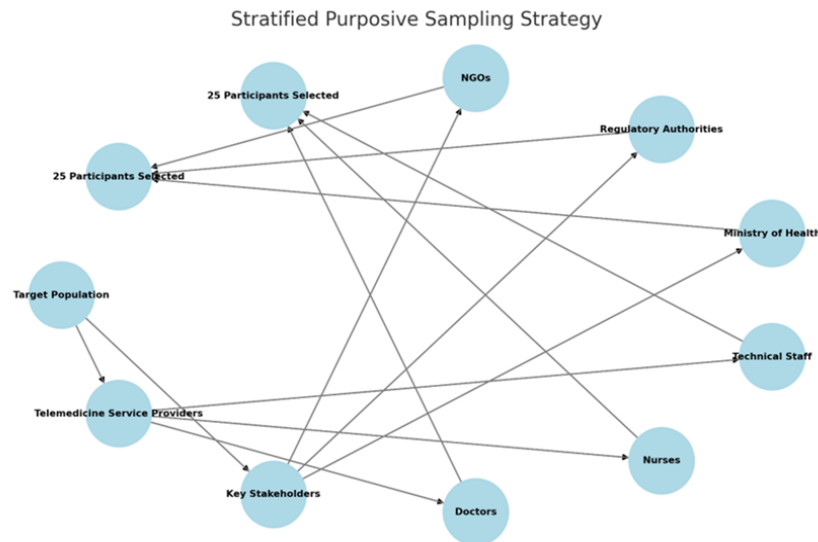 Stratified Purposive Sampling Strategy
NGOs
25 Participants Selected
Regulatory Authorities
25 Participants Selected
Ministry of Health
Target Population
Technical Staff
Telemedicine Service Providers
Nurses
Key Stakeholders
Doctors